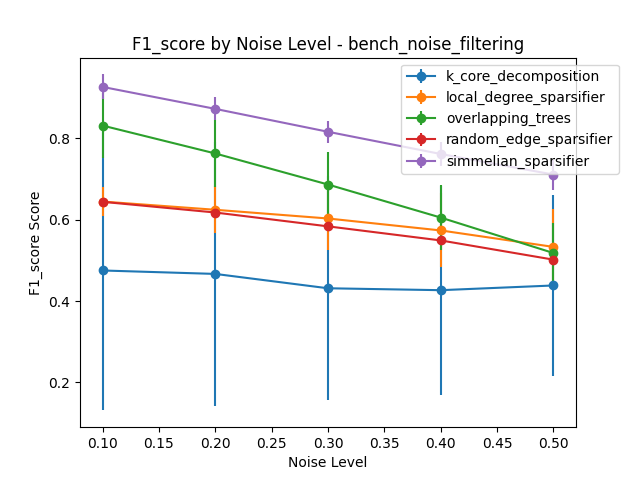 F1_score by Noise Level - bench_noise_filtering
k_core_decomposition
local_degree_sparsifier
overlapping_trees
random_edge_sparsifier
simmelian_sparsifier
F1_score Score
0.8
0.6
0.4
0.2
0.10 0.15 0.20 0.25 0.30 0.35 0.40 0.45 0.50
Noise Level